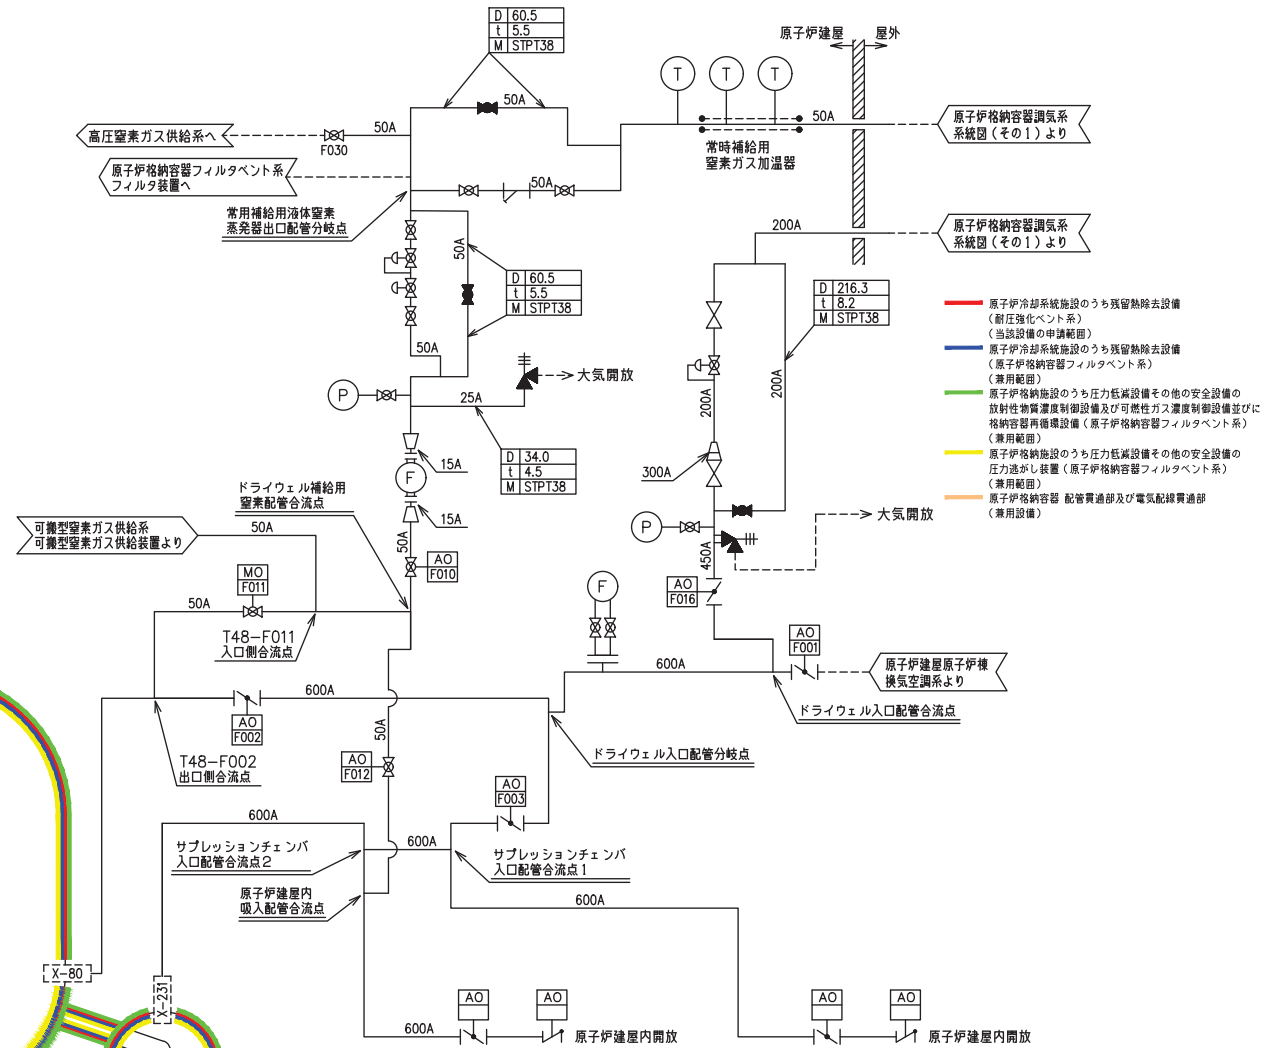 D 60.5
t 5.5
M STPT38
原子炉建屋
屋外
T
T
T
50A
50A
50A
高圧窒素ガス供給系へ
F030
原子炉格納容器フィルタベント系
フィルタ装置へ
常時補給用
窒素ガス加温器
原子炉格納容器調気系
系統図(その1)より
50A
常用補給用液体窒素
蒸発器出口配管分岐点
200A
原子炉格納容器調気系
系統図(その1)より
50A
D 60.5
t 5.5
M STPT38
D 216.3
t 8.2
M STPT38
50A
大気開放
P
25A
200A
200A
D 34.0
t 4.5
M STPT38
15A
F
15A
300A
P
大気開放
450A
原子炉冷却系統施設のうち残留熱除去設備
(耐圧強化ベント系)
(当該設備の申請範囲)
原子炉冷却系統施設のうち残留熱除去設備
(原子炉格納容器フィルタベント系)
(兼用範囲)
原子炉格納施設のうち圧力低減設備その他の安全設備の
放射性物質濃度制御設備及び可燃性ガス濃度制御設備並びに
格納容器再循環設備(原子炉格納容器フィルタベント系)
(兼用範囲)
原子炉格納施設のうち圧力低減設備その他の安全設備の
圧力逃がし装置(原子炉格納容器フィルタベント系)
(兼用範囲)
原子炉格納容器 配管貫通部及び電気配線貫通部
(兼用設備)
ドライウェル補給用
窒素配管合流点
可搬型窒素ガス供給系
可搬型窒素ガス供給装置より
50A
50A
AO
F010
MO
F011
50A
T48-F011
入口側合流点
F
AO
F016
AO
F001
600A
原子炉建屋原子炉棟
換気空調系より
ドライウェル入口配管合流点
600A
AO
F002
T48-F002
出口側合流点
50A
AO
F012
ドライウェル入口配管分岐点
AO
F003
600A
600A
サプレッションチェンバ
入口配管合流点2
サプレッションチェンバ
入口配管合流点1
原子炉建屋内
吸入配管合流点
600A
X-80
X-231
600A
AO
AO
原子炉建屋内開放
AO
AO
原子炉建屋内開放